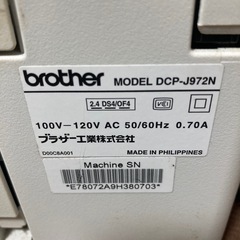 brother MODEL DCP-J972N
2.4 DS4/OF4
100V－120V AC 50/60Hz 0.70A
ブラザー工業株式会社
D00C8A001
MADE IN PHILIPPINES
Machine SN
*E78072A9H380703*